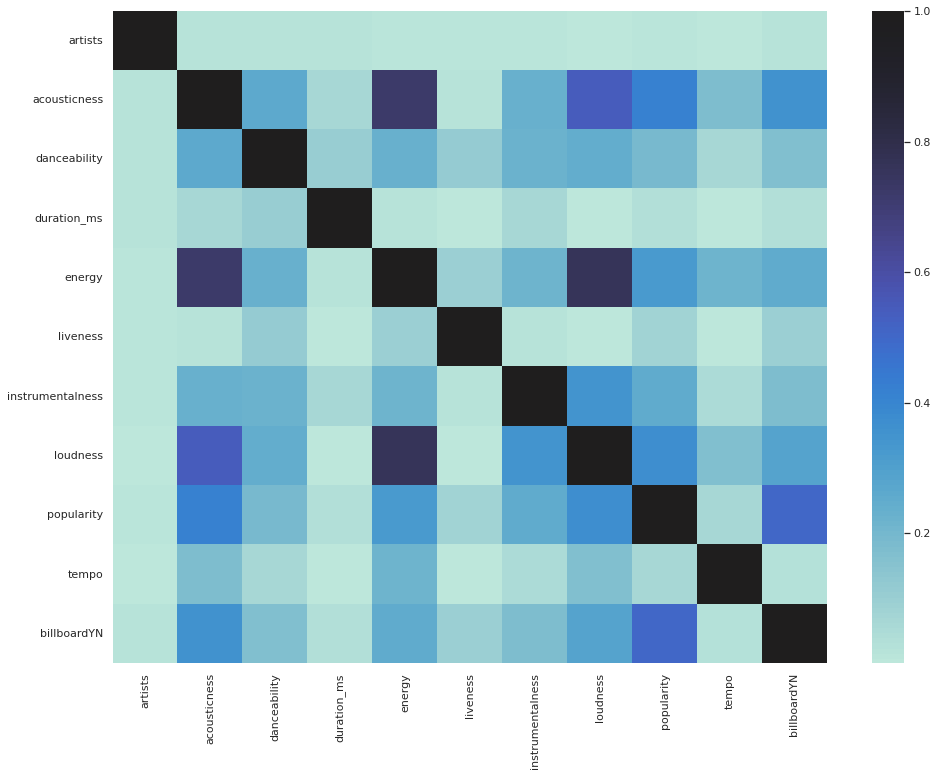 artists
acousticness
danceability
duration_ms
energy
liveness
instrumentalness
loudness
popularity
tempo
billboardYN
artists
acousticness
danceability
duration_ms
energy
liveness
instrumentalness
loudness
popularity
tempo
billboardYN
1.0
0.8
0.6
0.4
0.2